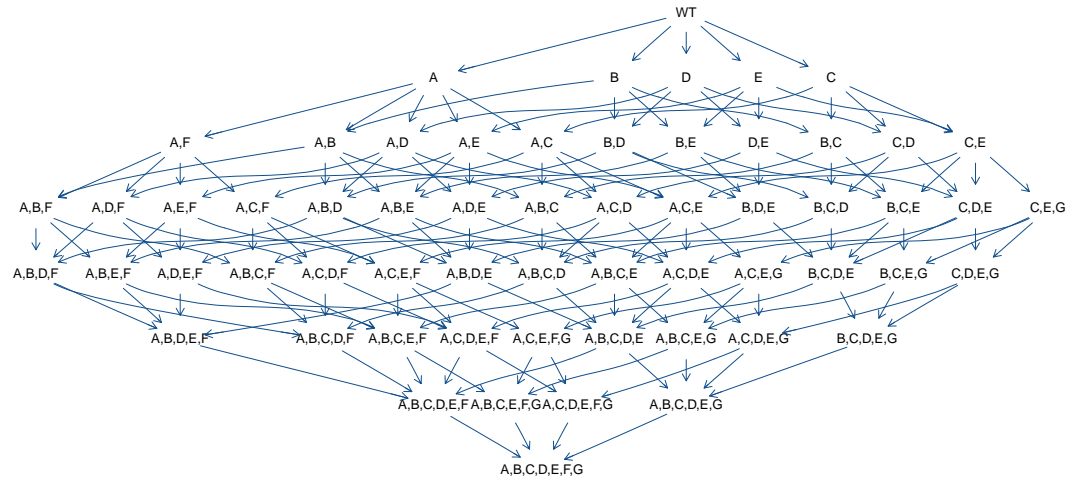 WT
A B D E C
A,F A,B A,D A,E A,C B,D B,E D,E B,C C,D C,E
A,B,F A,D,F A,E,F A,C,F A,B,D A,B,E A,D,E A,B,C A,C,D A,C,E B,D,E B,C,D B,C,E C,D,E C,E,G
A,B,D,F A,B,E,F A,D,E,F A,B,C,F A,C,D,F A,C,E,F A,B,D,E A,B,C,D A,B,C,E A,C,D,E A,C,E,G B,C,D,E B,C,E,G C,D,E,G
A,B,D,E,F A,B,C,D,F A,B,C,E,F A,C,D,E,F A,C,E,F,G A,B,C,D,E A,B,C,E,G A,C,D,E,G B,C,D,E,G
A,B,C,D,E,F A,B,C,E,F,G A,C,D,E,F,G A,B,C,D,E,G
A,B,C,D,E,F,G